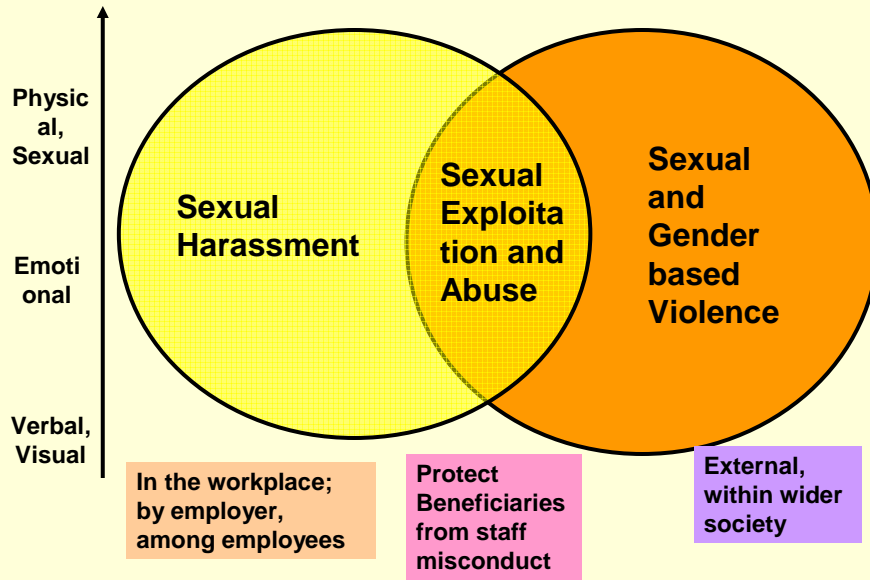 Physic
al,
Sexual
Emoti
onal
Verbal,
Visual
Sexual
Harassment
Sexual
Exploita
tion and
Abuse
Sexual
and
Gender
based
Violence
In the workplace;
by employer,
among employees
Protect
Beneficiaries
from staff
misconduct
External,
within wider
society